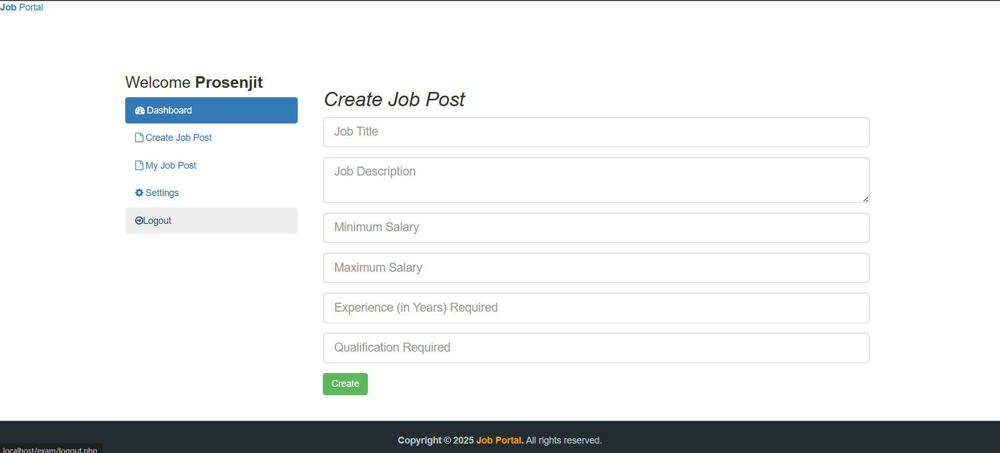 Job Portal
Welcome Prosenjit
Dashboard
Create Job Post
My Job Post
Settings
Logout
Create Job Post
Job Title
Job Description
Minimum Salary
Maximum Salary
Experience (in Years) Required
Qualification Required
Create
Copyright © 2025 Job Portal. All rights reserved.
localhost/exam/logout.php